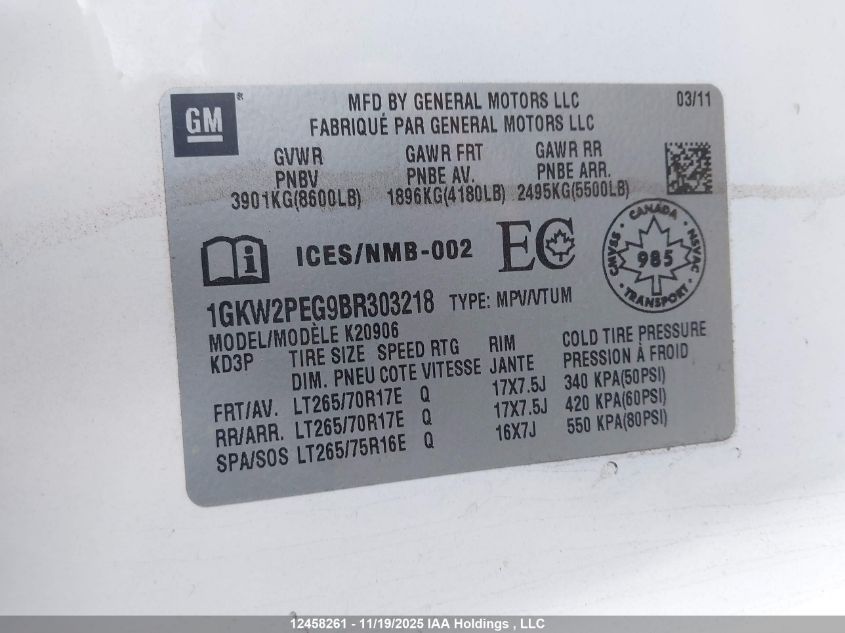 GM ®
MFD BY GENERAL MOTORS LLC 03/11
FABRIQUÉ PAR GENERAL MOTORS LLC
GVWR GAWR FRT GAWR RR
PNBV PNBE AV. PNBE ARR.
3901KG(8600LB) 1896KG(4180LB) 2495KG(5500LB)
i ICES/NMB-002 EC
CANADA
CMVSS 985 NSVAC
TRANSPORT
1GKW2PEG9BR303218 TYPE: MPV/VTUM
MODEL/MODÈLE K20906
KD3P TIRE SIZE SPEED RTG RIM COLD TIRE PRESSURE
DIM. PNEU COTE VITESSE JANTE PRESSION À FROID
FRT/AV. LT265/70R17E Q 17X7.5J 340 KPA(50PSI)
RR/ARR. LT265/70R17E Q 17X7.5J 420 KPA(60PSI)
SPA/SOS LT265/75R16E Q 16X7J 550 KPA(80PSI)
12458261 - 11/19/2025 IAA Holdings , LLC